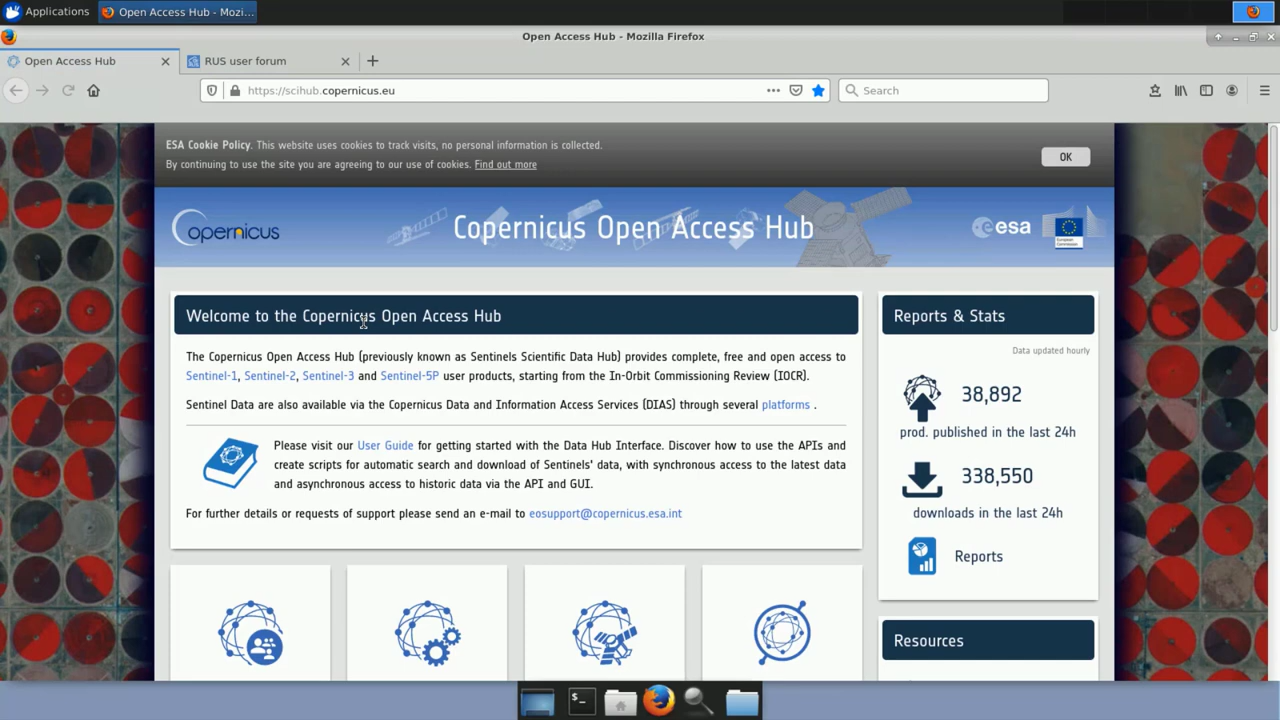 Applications
Open Access Hub - Mozi...
Open Access Hub - Mozilla Firefox
Open Access Hub
RUS user forum
https://scihub.copernicus.eu
Search
ESA Cookie Policy. This website uses cookies to track visits, no personal information is collected.
By continuing to use the site you are agreeing to our use of cookies. Find out more
OK
opernicus
Copernicus Open Access Hub
esa
European
Commission
Welcome to the Copernicus Open Access Hub
The Copernicus Open Access Hub (previously known as Sentinels Scientific Data Hub) provides complete, free and open access to
Sentinel-1, Sentinel-2, Sentinel-3 and Sentinel-5P user products, starting from the In-Orbit Commissioning Review (IOCR).
Sentinel Data are also available via the Copernicus Data and Information Access Services (DIAS) through several platforms .
Please visit our User Guide for getting started with the Data Hub Interface. Discover how to use the APIs and
create scripts for automatic search and download of Sentinels' data, with synchronous access to the latest data
and asynchronous access to historic data via the API and GUI.
For further details or requests of support please send an e-mail to eosupport@copernicus.esa.int
Reports & Stats
Data updated hourly
38,892
prod. published in the last 24h
338,550
downloads in the last 24h
Reports
Resources